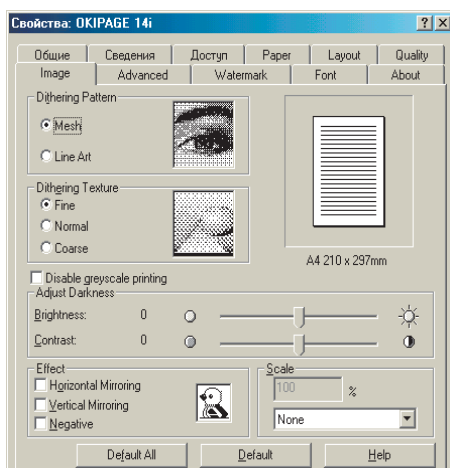 Свойства: OKIPAGE 14i
Общие Сведения Доступ Paper Layout Quality
Image Advanced Watermark Font About
Dithering Pattern
Mesh
Line Art
Dithering Texture
Fine
Normal
Coarse
A4 210 x 297mm
Disable greyscale printing
Adjust Darkness
Brightness: 0
Contrast: 0
Effect
Horizontal Mirroring
Vertical Mirroring
Negative
Scale
100 %
None
Default All Default Help